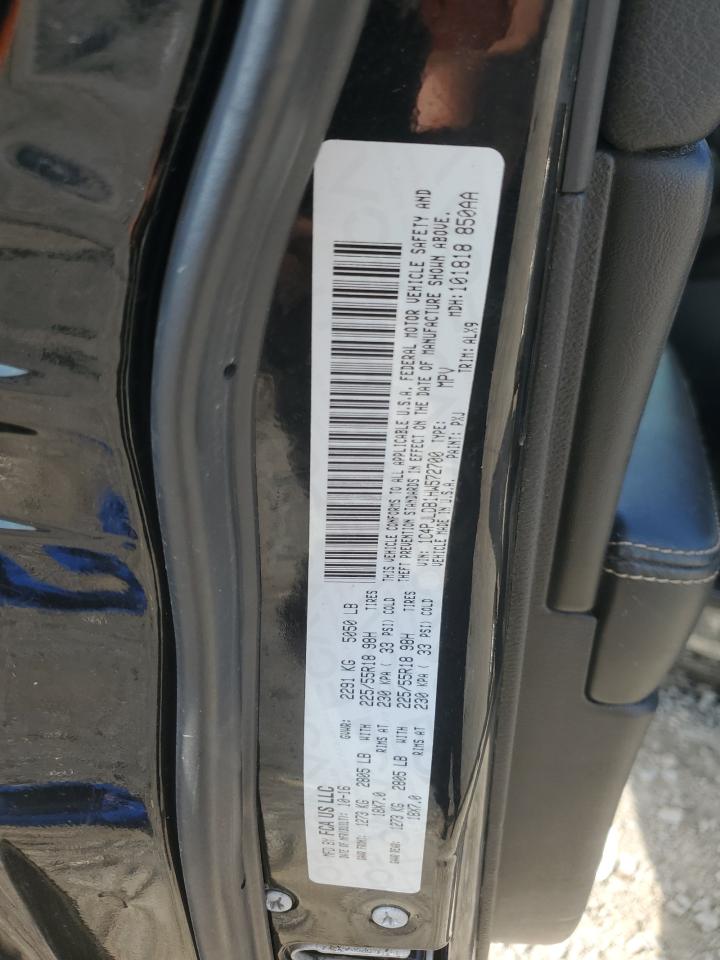 MFD BY FCA US LLC
DATE OF MFR: 10-16 GVWR: 2291 KG 5050 LB
GAWR FRONT: 1273 KG 2805 LB WITH 225/55R18 98H TIRES
18X7.0 RIMS AT 230 KPA ( 33 PSI) COLD
GAWR REAR: 1273 KG 2805 LB WITH 225/55R18 98H TIRES
18X7.0 RIMS AT 230 KPA ( 33 PSI) COLD
THIS VEHICLE CONFORMS TO ALL APPLICABLE U.S.A. FEDERAL MOTOR VEHICLE SAFETY AND
THEFT PREVENTION STANDARDS IN EFFECT ON THE DATE OF MANUFACTURE SHOWN ABOVE.
VIN: 1C4PJLDB1HW572700 TYPE: MPV MDH: 101818 850AA
VEHICLE MADE IN U.S.A. PAINT: PXJ TRIM: ALX9